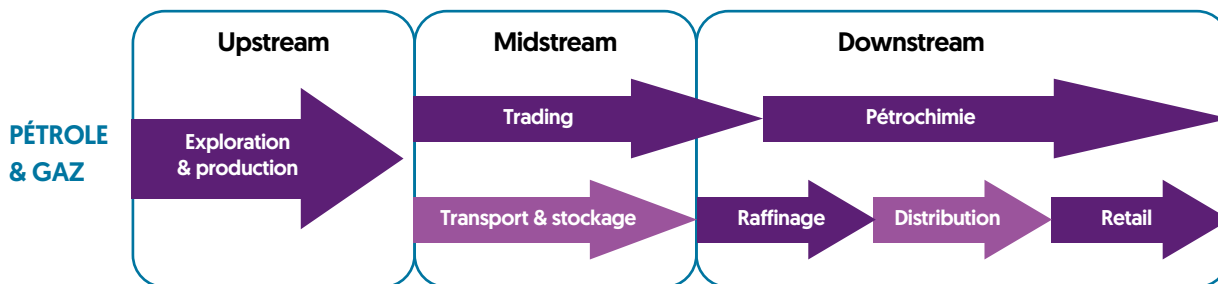 Upstream
Midstream
Downstream
PÉTROLE
& GAZ
Exploration
& production
Trading
Pétrochimie
Transport & stockage
Raffinage
Distribution
Retail